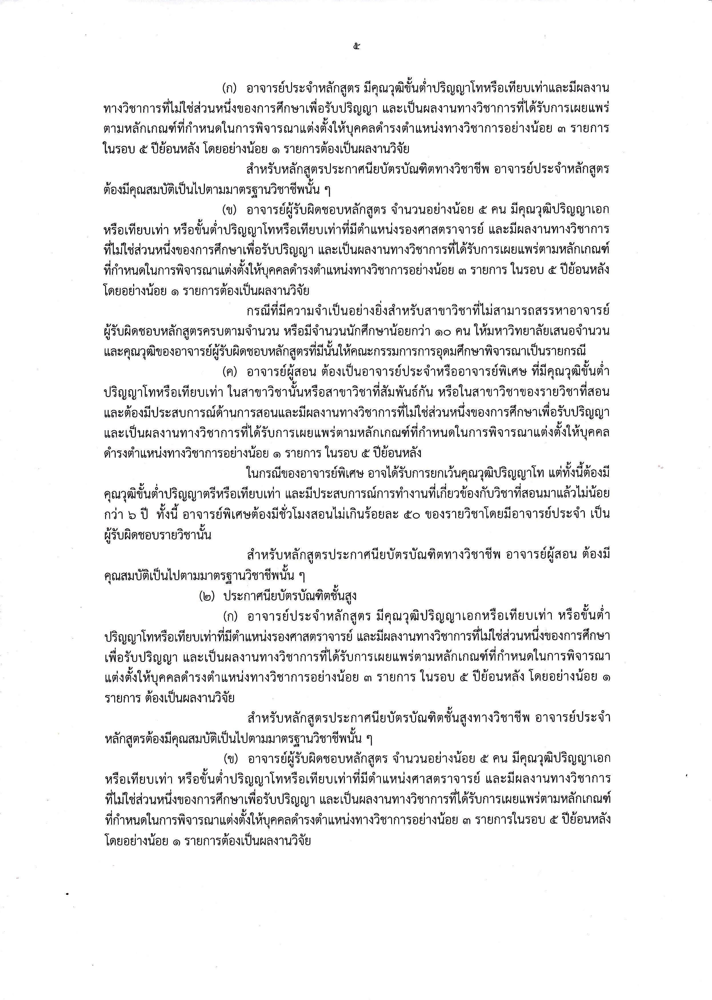 ๕
(ก) อาจารย์ประจำหลักสูตร มีคุณวุฒิขั้นต่ำปริญญาโทหรือเทียบเท่าและมีผลงาน
ทางวิชาการที่ไม่ใช่ส่วนหนึ่งของการศึกษาเพื่อรับปริญญา และเป็นผลงานทางวิชาการที่ได้รับการเผยแพร่
ตามหลักเกณฑ์ที่กำหนดในการพิจารณาแต่งตั้งให้บุคคลดำรงตำแหน่งทางวิชาการอย่างน้อย ๓ รายการ
ในรอบ ๕ ปีย้อนหลัง โดยอย่างน้อย ๑ รายการต้องเป็นผลงานวิจัย
สำหรับหลักสูตรประกาศนียบัตรบัณฑิตทางวิชาชีพ อาจารย์ประจำหลักสูตร
ต้องมีคุณสมบัติเป็นไปตามมาตรฐานวิชาชีพนั้น ๆ
(ข) อาจารย์ผู้รับผิดชอบหลักสูตร จำนวนอย่างน้อย ๕ คน มีคุณวุฒิปริญญาเอก
หรือเทียบเท่า หรือขั้นต่ำปริญญาโทหรือเทียบเท่าที่มีตำแหน่งรองศาสตราจารย์ และมีผลงานทางวิชาการ
ที่ไม่ใช่ส่วนหนึ่งของการศึกษาเพื่อรับปริญญา และเป็นผลงานทางวิชาการที่ได้รับการเผยแพร่ตามหลักเกณฑ์
ที่กำหนดในการพิจารณาแต่งตั้งให้บุคคลดำรงตำแหน่งทางวิชาการอย่างน้อย ๓ รายการ ในรอบ ๕ ปีย้อนหลัง
โดยอย่างน้อย ๑ รายการต้องเป็นผลงานวิจัย
กรณีที่มีความจำเป็นอย่างยิ่งสำหรับสาขาวิชาที่ไม่สามารถสรรหาอาจารย์
ผู้รับผิดชอบหลักสูตรครบตามจำนวน หรือมีจำนวนนักศึกษาน้อยกว่า ๑๐ คน ให้มหาวิทยาลัยเสนอจำนวน
และคุณวุฒิของอาจารย์ผู้รับผิดชอบหลักสูตรที่มีนั้นให้คณะกรรมการการอุดมศึกษาพิจารณาเป็นรายกรณี
(ค) อาจารย์ผู้สอน ต้องเป็นอาจารย์ประจำหรืออาจารย์พิเศษ ที่มีคุณวุฒิขั้นต่ำ
ปริญญาโทหรือเทียบเท่า ในสาขาวิชานั้นหรือสาขาวิชาที่สัมพันธ์กัน หรือในสาขาวิชาของรายวิชาที่สอน
และต้องมีประสบการณ์ด้านการสอนและมีผลงานทางวิชาการที่ไม่ใช่ส่วนหนึ่งของการศึกษาเพื่อรับปริญญา
และเป็นผลงานทางวิชาการที่ได้รับการเผยแพร่ตามหลักเกณฑ์ที่กำหนดในการพิจารณาแต่งตั้งให้บุคคล
ดำรงตำแหน่งทางวิชาการอย่างน้อย ๑ รายการ ในรอบ ๕ ปีย้อนหลัง
ในกรณีของอาจารย์พิเศษ อาจได้รับการยกเว้นคุณวุฒิปริญญาโท แต่ทั้งนี้ต้องมี
คุณวุฒิขั้นต่ำปริญญาตรีหรือเทียบเท่า และมีประสบการณ์การทำงานที่เกี่ยวข้องกับวิชาที่สอนมาแล้วไม่น้อย
กว่า ๖ ปี ทั้งนี้ อาจารย์พิเศษต้องมีชั่วโมงสอนไม่เกินร้อยละ ๕๐ ของรายวิชาโดยมีอาจารย์ประจำ เป็น
ผู้รับผิดชอบรายวิชานั้น
สำหรับหลักสูตรประกาศนียบัตรบัณฑิตทางวิชาชีพ อาจารย์ผู้สอน ต้องมี
คุณสมบัติเป็นไปตามมาตรฐานวิชาชีพนั้น ๆ
(๒) ประกาศนียบัตรบัณฑิตชั้นสูง
(ก) อาจารย์ประจำหลักสูตร มีคุณวุฒิปริญญาเอกหรือเทียบเท่า หรือขั้นต่ำ
ปริญญาโทหรือเทียบเท่าที่มีตำแหน่งรองศาสตราจารย์ และมีผลงานทางวิชาการที่ไม่ใช่ส่วนหนึ่งของการศึกษา
เพื่อรับปริญญา และเป็นผลงานทางวิชาการที่ได้รับการเผยแพร่ตามหลักเกณฑ์ที่กำหนดในการพิจารณา
แต่งตั้งให้บุคคลดำรงตำแหน่งทางวิชาการอย่างน้อย ๓ รายการ ในรอบ ๕ ปีย้อนหลัง โดยอย่างน้อย ๑
รายการ ต้องเป็นผลงานวิจัย
สำหรับหลักสูตรประกาศนียบัตรบัณฑิตชั้นสูงทางวิชาชีพ อาจารย์ประจำ
หลักสูตรต้องมีคุณสมบัติเป็นไปตามมาตรฐานวิชาชีพนั้น ๆ
(ข) อาจารย์ผู้รับผิดชอบหลักสูตร จำนวนอย่างน้อย ๕ คน มีคุณวุฒิปริญญาเอก
หรือเทียบเท่า หรือขั้นต่ำปริญญาโทหรือเทียบเท่าที่มีตำแหน่งศาสตราจารย์ และมีผลงานทางวิชาการ
ที่ไม่ใช่ส่วนหนึ่งของการศึกษาเพื่อรับปริญญา และเป็นผลงานทางวิชาการที่ได้รับการเผยแพร่ตามหลักเกณฑ์
ที่กำหนดในการพิจารณาแต่งตั้งให้บุคคลดำรงตำแหน่งทางวิชาการอย่างน้อย ๓ รายการในรอบ ๕ ปีย้อนหลัง
โดยอย่างน้อย ๑ รายการต้องเป็นผลงานวิจัย